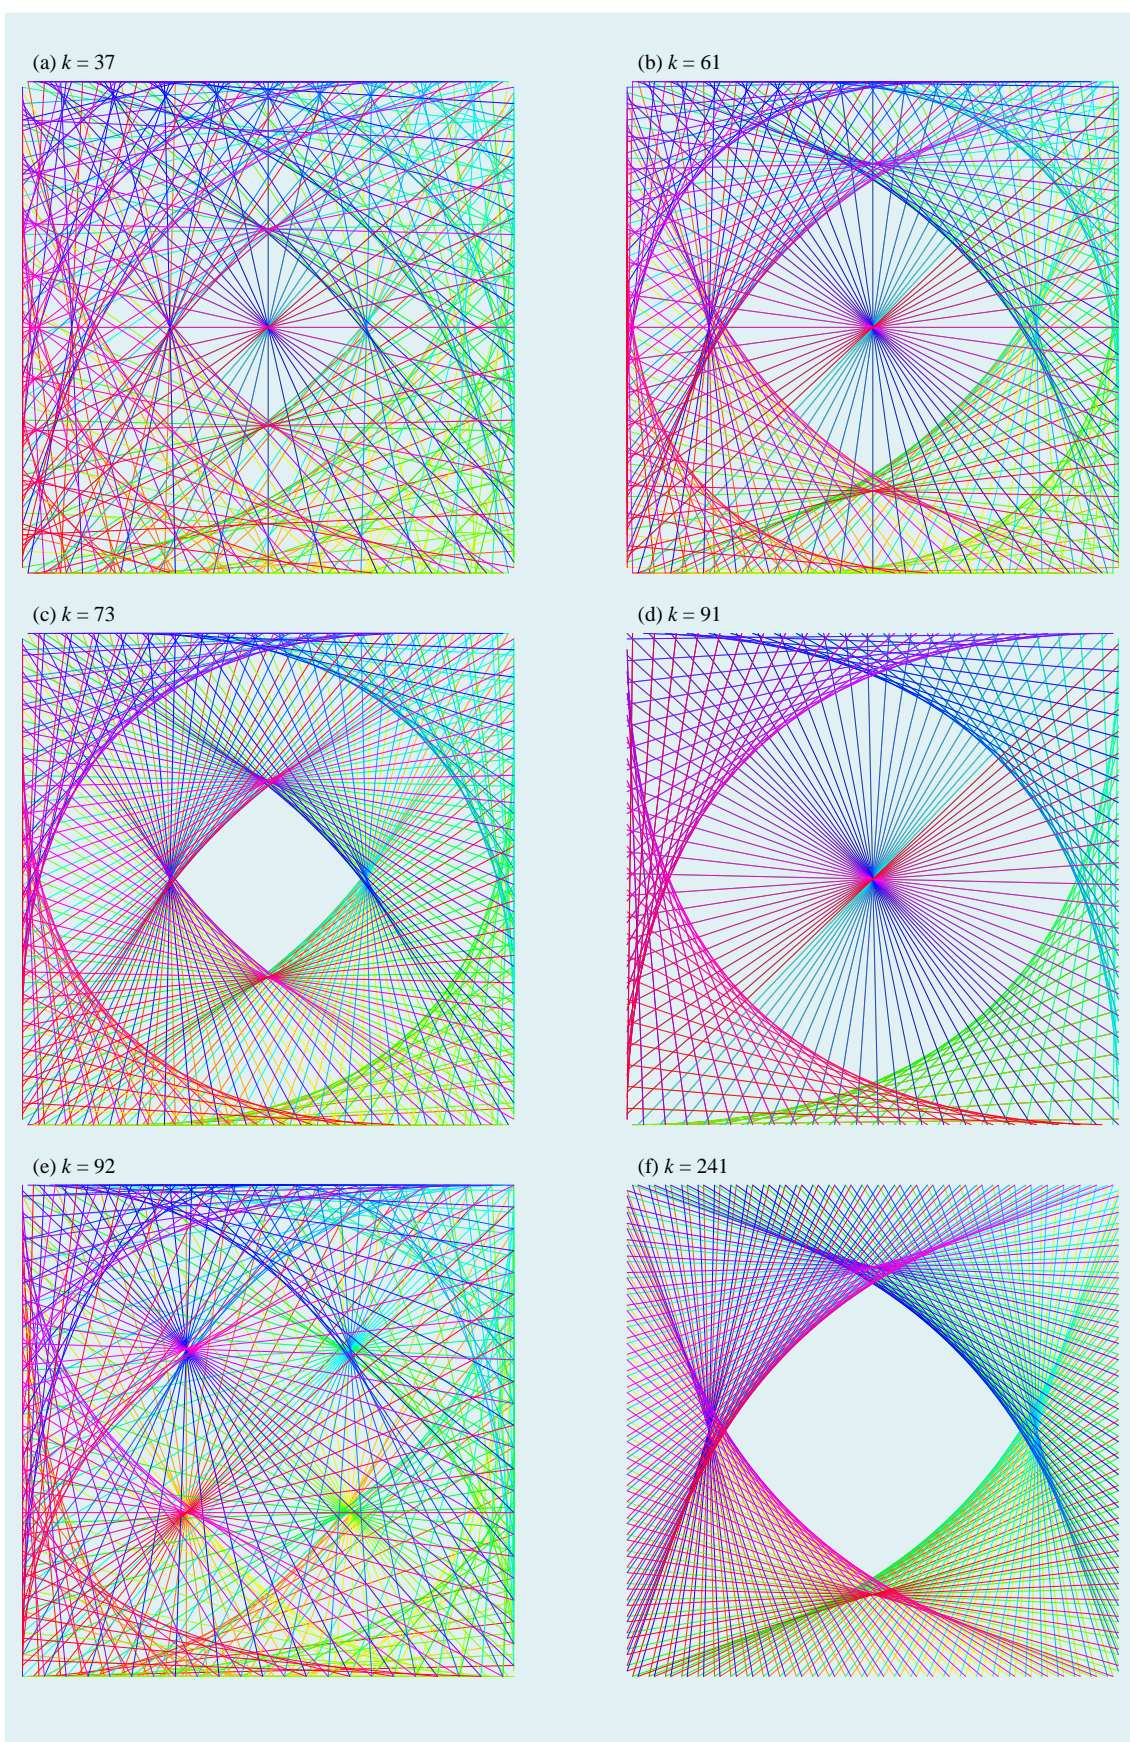 (a) k = 37
(b) k = 61
(c) k = 73
(d) k = 91
(e) k = 92
(f) k = 241